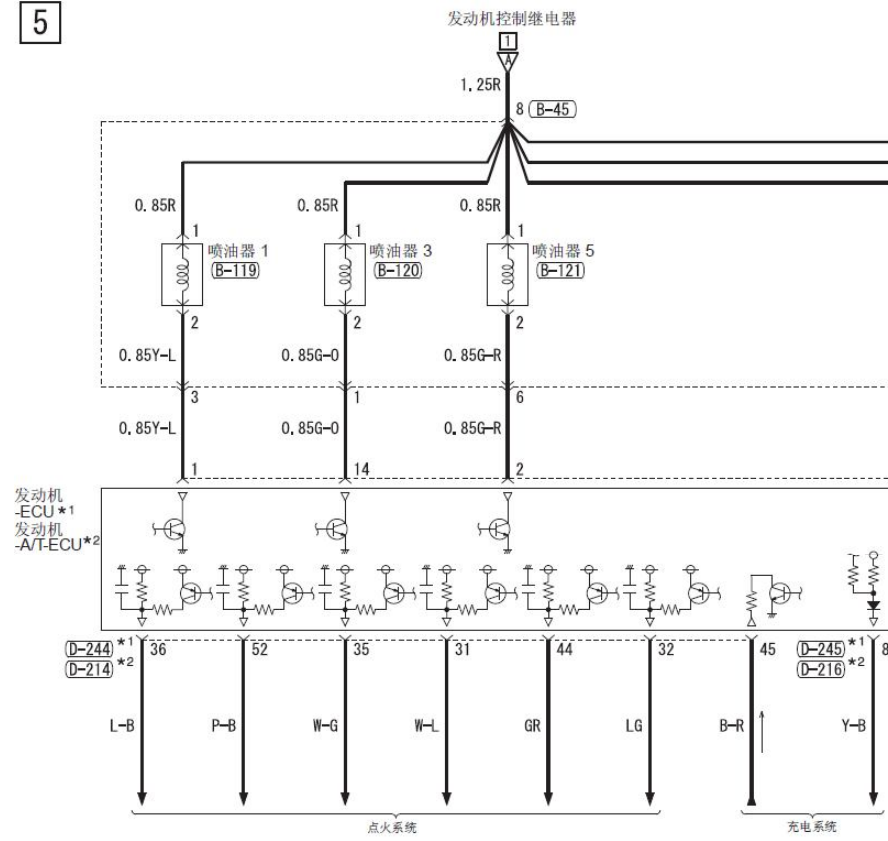 5
发动机控制继电器
1
A
1.25R
8 B-45
0.85R 0.85R 0.85R
1 1 1
喷油器 1 喷油器 3 喷油器 5
B-119 B-120 B-121
2 2 2
0.85Y-L 0.85G-O 0.85G-R
3 1 6
0.85Y-L 0.85G-O 0.85G-R
1 14 2
发动机
-ECU *1
发动机
-A/T-ECU*2
D-244 *1 36 52 35 31 44 32 45 D-245 *1 8
D-214 *2 D-216 *2
L-B P-B W-G W-L GR LG B-R Y-B
点火系统 充电系统